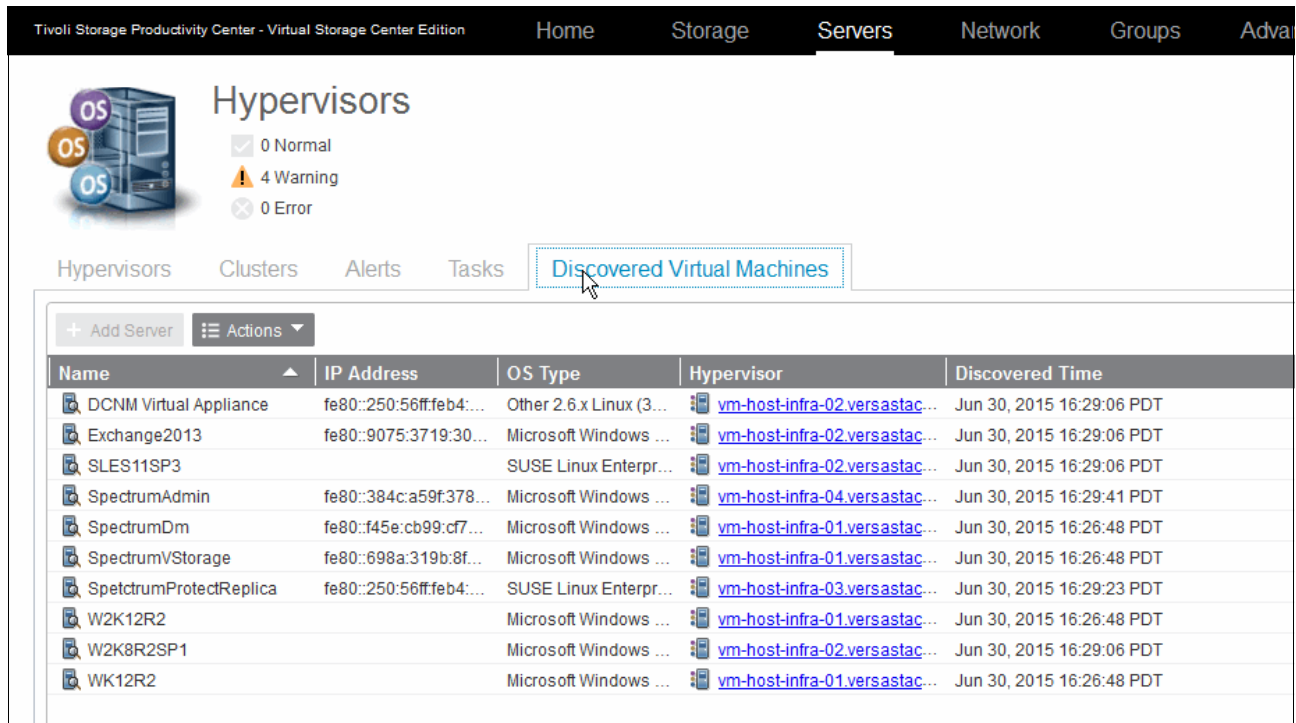 Tivoli Storage Productivity Center - Virtual Storage Center Edition Home Storage Servers Network Groups Adva
Hypervisors
0 Normal
4 Warning
0 Error
OS
OS
OS
Hypervisors Clusters Alerts Tasks Discovered Virtual Machines
+ Add Server Actions
Name IP Address OS Type Hypervisor Discovered Time
DCNM Virtual Appliance fe80::250:56ff:feb4:... Other 2.6.x Linux (3... vm-host-infra-02.versastac... Jun 30, 2015 16:29:06 PDT
Exchange2013 fe80::9075:3719:30... Microsoft Windows ... vm-host-infra-02.versastac... Jun 30, 2015 16:29:06 PDT
SLES11SP3 SUSE Linux Enterpr... vm-host-infra-02.versastac... Jun 30, 2015 16:29:06 PDT
SpectrumAdmin fe80::384c:a59f:378... Microsoft Windows ... vm-host-infra-04.versastac... Jun 30, 2015 16:29:41 PDT
SpectrumDm fe80::f45e:cb99:cf7... Microsoft Windows ... vm-host-infra-01.versastac... Jun 30, 2015 16:26:48 PDT
SpectrumVStorage fe80::698a:319b:8f... Microsoft Windows ... vm-host-infra-01.versastac... Jun 30, 2015 16:26:48 PDT
SpetctrumProtectReplica fe80::250:56ff:feb4:... SUSE Linux Enterpr... vm-host-infra-03.versastac... Jun 30, 2015 16:29:23 PDT
W2K12R2 Microsoft Windows ... vm-host-infra-01.versastac... Jun 30, 2015 16:26:48 PDT
W2K8R2SP1 Microsoft Windows ... vm-host-infra-02.versastac... Jun 30, 2015 16:29:06 PDT
WK12R2 Microsoft Windows ... vm-host-infra-01.versastac... Jun 30, 2015 16:26:48 PDT